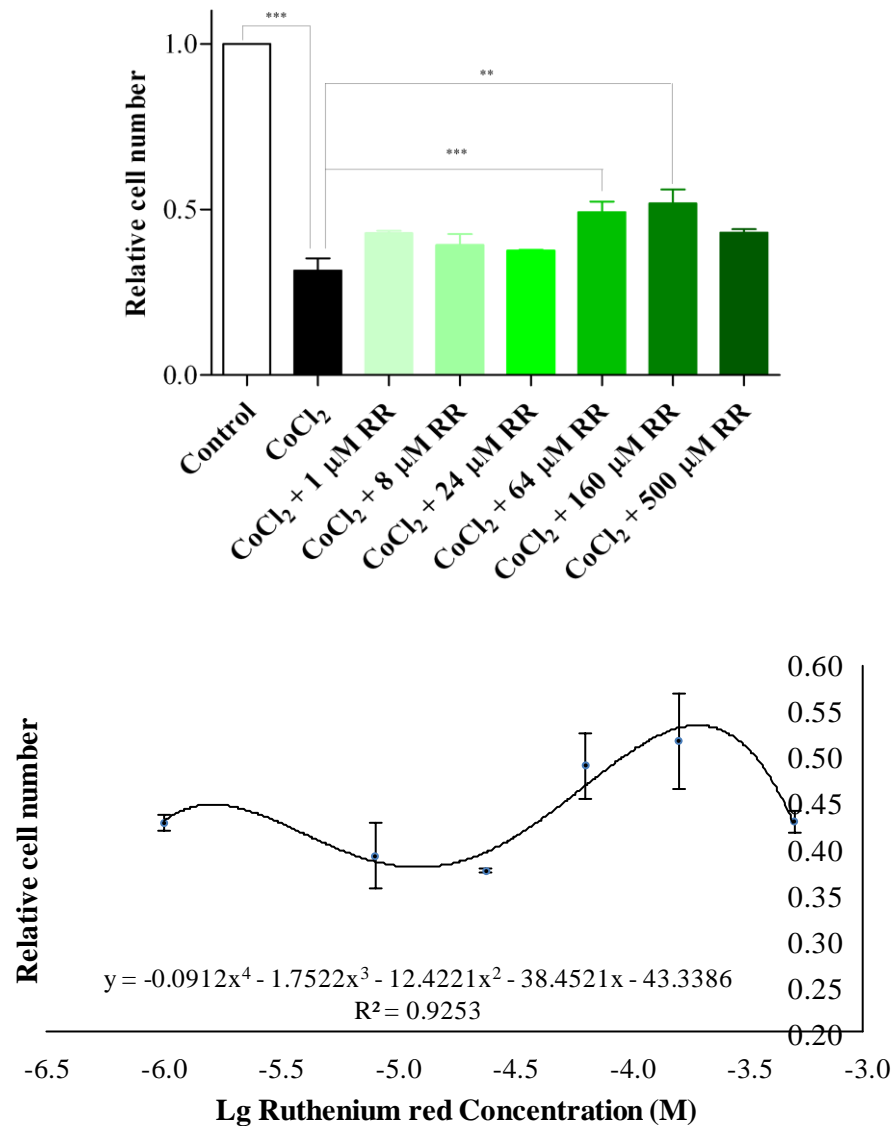 ***
1.0
**
***
0.5
0.0
Relative cell number
Control
CoCl₂
CoCl₂ + 1 μM RR
CoCl₂ + 8 μM RR
CoCl₂ + 24 μM RR
CoCl₂ + 64 μM RR
CoCl₂ + 160 μM RR
CoCl₂ + 500 μM RR
0.60
0.55
0.50
0.45
0.40
0.35
0.30
0.25
0.20
Relative cell number
y = -0.0912x⁴ - 1.7522x³ - 12.4221x² - 38.4521x - 43.3386
R² = 0.9253
-6.5 -6.0 -5.5 -5.0 -4.5 -4.0 -3.5 -3.0
Lg Ruthenium red Concentration (M)